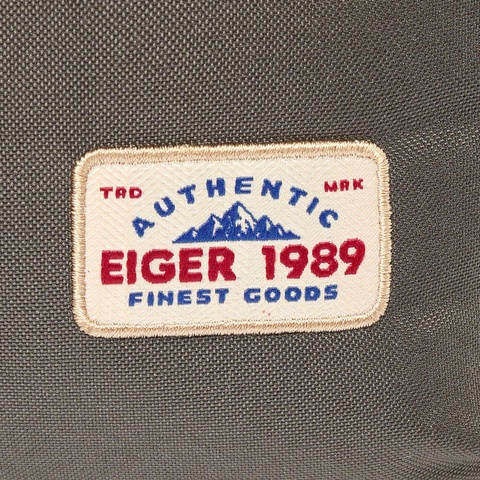 TRD MRK
AUTHENTIC
EIGER 1989
FINEST GOODS